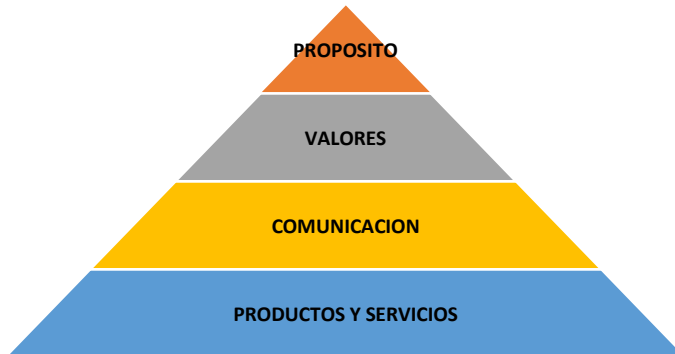 PROPOSITO
VALORES
COMUNICACION
PRODUCTOS Y SERVICIOS